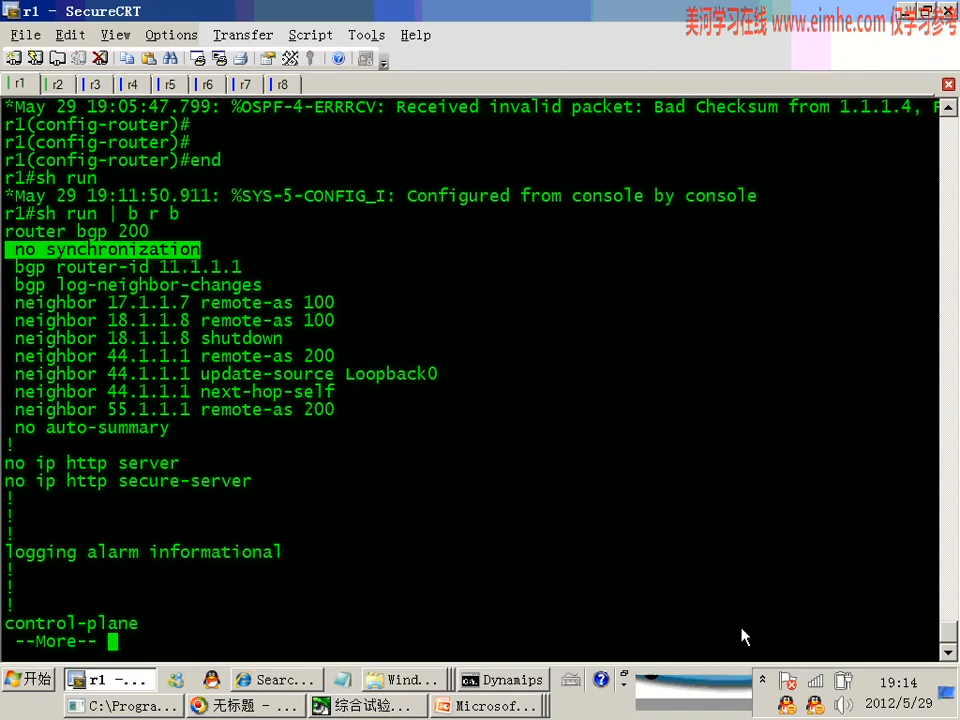 r1 - SecureCRT
美河学习在线 www.eimhe.com 仅学习参考
File Edit View Options Transfer Script Tools Help
r1 r2 r3 r4 r5 r6 r7 r8
*May 29 19:05:47.799: %OSPF-4-ERRRCV: Received invalid packet: Bad Checksum from 1.1.1.4, F
r1(config-router)#
r1(config-router)#
r1(config-router)#end
r1#sh run
*May 29 19:11:50.911: %SYS-5-CONFIG_I: Configured from console by console
r1#sh run | b r b
router bgp 200
no synchronization
bgp router-id 11.1.1.1
bgp log-neighbor-changes
neighbor 17.1.1.7 remote-as 100
neighbor 18.1.1.8 remote-as 100
neighbor 18.1.1.8 shutdown
neighbor 44.1.1.1 remote-as 200
neighbor 44.1.1.1 update-source Loopback0
neighbor 44.1.1.1 next-hop-self
neighbor 55.1.1.1 remote-as 200
no auto-summary
!
no ip http server
no ip http secure-server
!
!
!
logging alarm informational
!
!
!
control-plane
--More--
开始 r1 -... Searc... Wind... Dynamips 19:14
C:\Progra... 无标题 - ... 综合试验... Microsof... 2012/5/29